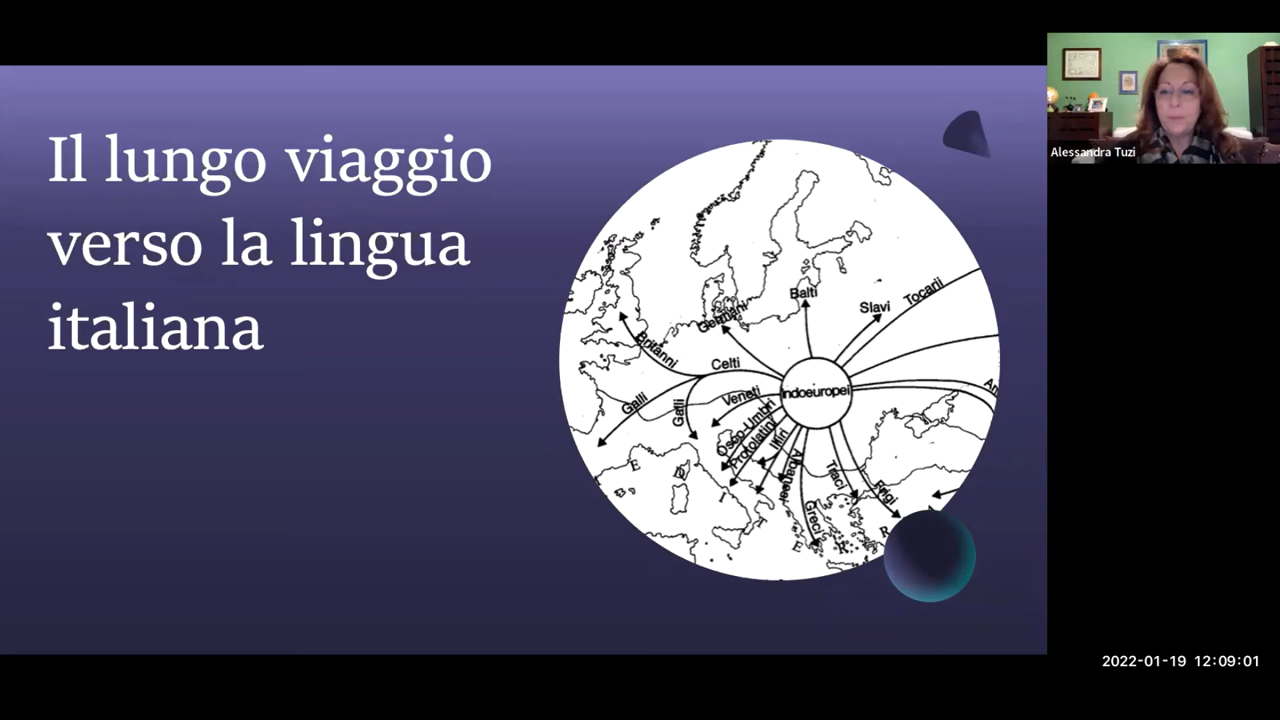 Il lungo viaggio
verso la lingua
italiana
Alessandra Tuzi
Balti
Slavi
Tocarii
Germani
Britanni
Celti
Indoeuropei
Galli
Galli
Veneti
Osco-Umbri
Protolatini
Illiri
Albanesi
Greci
Traci
Frigi
E
I
T
E
R
R
2022-01-19 12:09:01